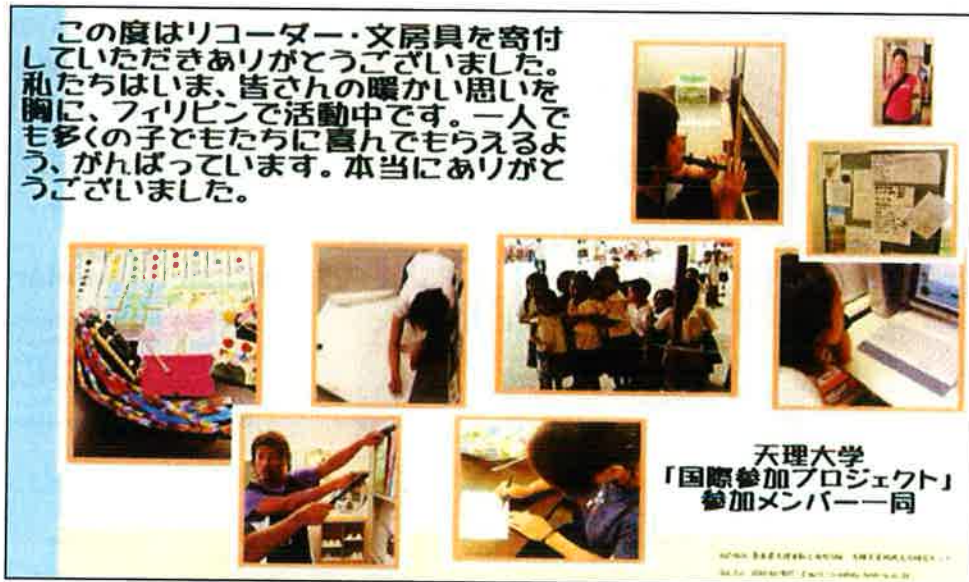 この度はリコーダー・文房具を寄付
していただきありがとうございました。
私たちはいま、皆さんの暖かい思いを
胸に、フィリピンで活動中です。一人で
も多くの子どもたちに喜んでもらえるよ
う、がんばっています。本当にありがと
うございました。
天理大学
「国際参加プロジェクト」
参加メンバー一同